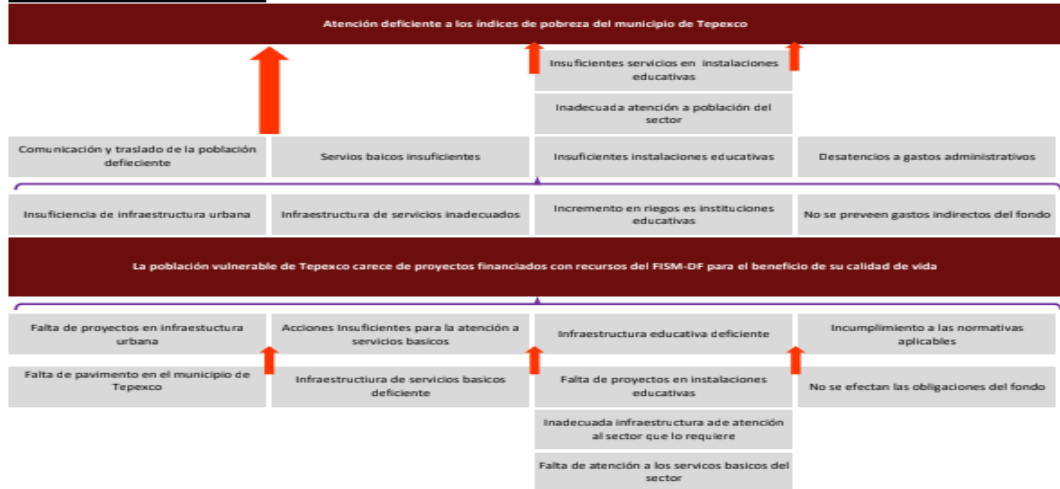 Atención deficiente a los índices de pobreza del municipio de Tepexco
Insuficientes servicios en instalaciones
educativas
Inadecuada atención a población del
sector
Comunicación y traslado de la población
defieciente
Servios baicos insuficientes
Insuficientes instalaciones educativas
Desatencios a gastos administrativos
Insuficiencia de infraestructura urbana
Infraestructura de servicios inadecuados
Incremento en riegos es instituciones
educativas
No se preveen gastos indirectos del fondo
La población vulnerable de Tepexco carece de proyectos financiados con recursos del FISM-DF para el beneficio de su calidad de vida
Falta de proyectos en infraestuctura
urbana
Acciones Insuficientes para la atención a
servicios basicos
Infraestructura educativa deficiente
Incumplimiento a las normativas
aplicables
Falta de pavimento en el municipio de
Tepexco
Infraestructiura de servicios basicos
deficiente
Falta de proyectos en instalaciones
educativas
No se efectan las obligaciones del fondo
Inadecuada infraestructura ade atención
al sector que lo requiere
Falta de atención a los servicos basicos del
sector